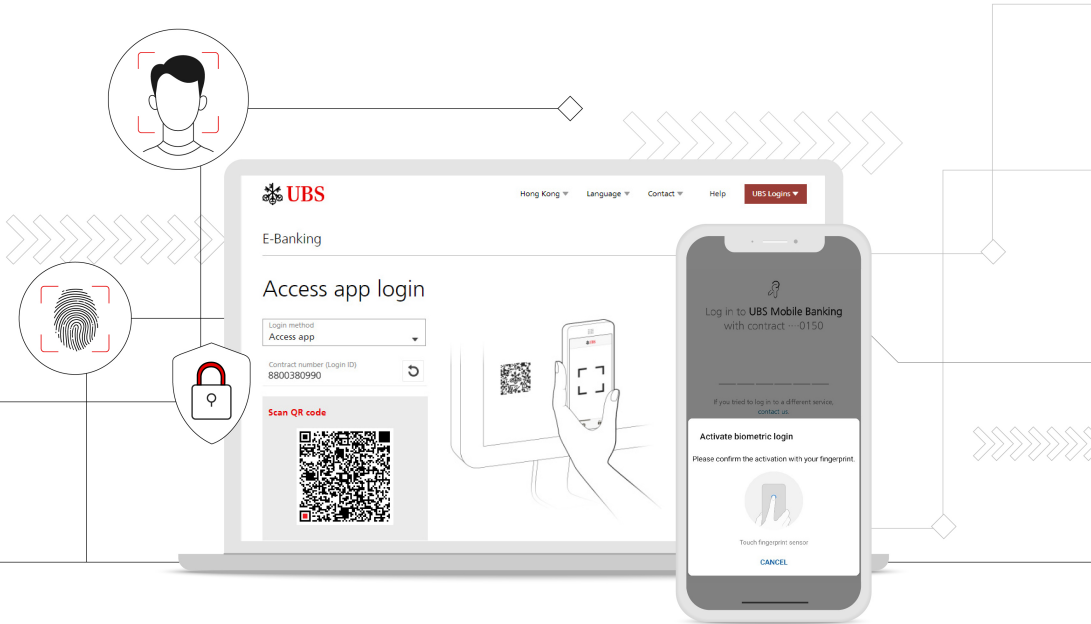 UBS
Hong Kong
Language
Contact
Help
UBS Logins
E-Banking
Access app login
Login method
Access app
Contract number (Login ID)
8800380990
Scan QR code
UBS
Log in to UBS Mobile Banking
with contract ···0150
If you tried to log in to a different service,
contact us
Activate biometric login
Please confirm the activation with your fingerprint.
Touch fingerprint sensor
CANCEL